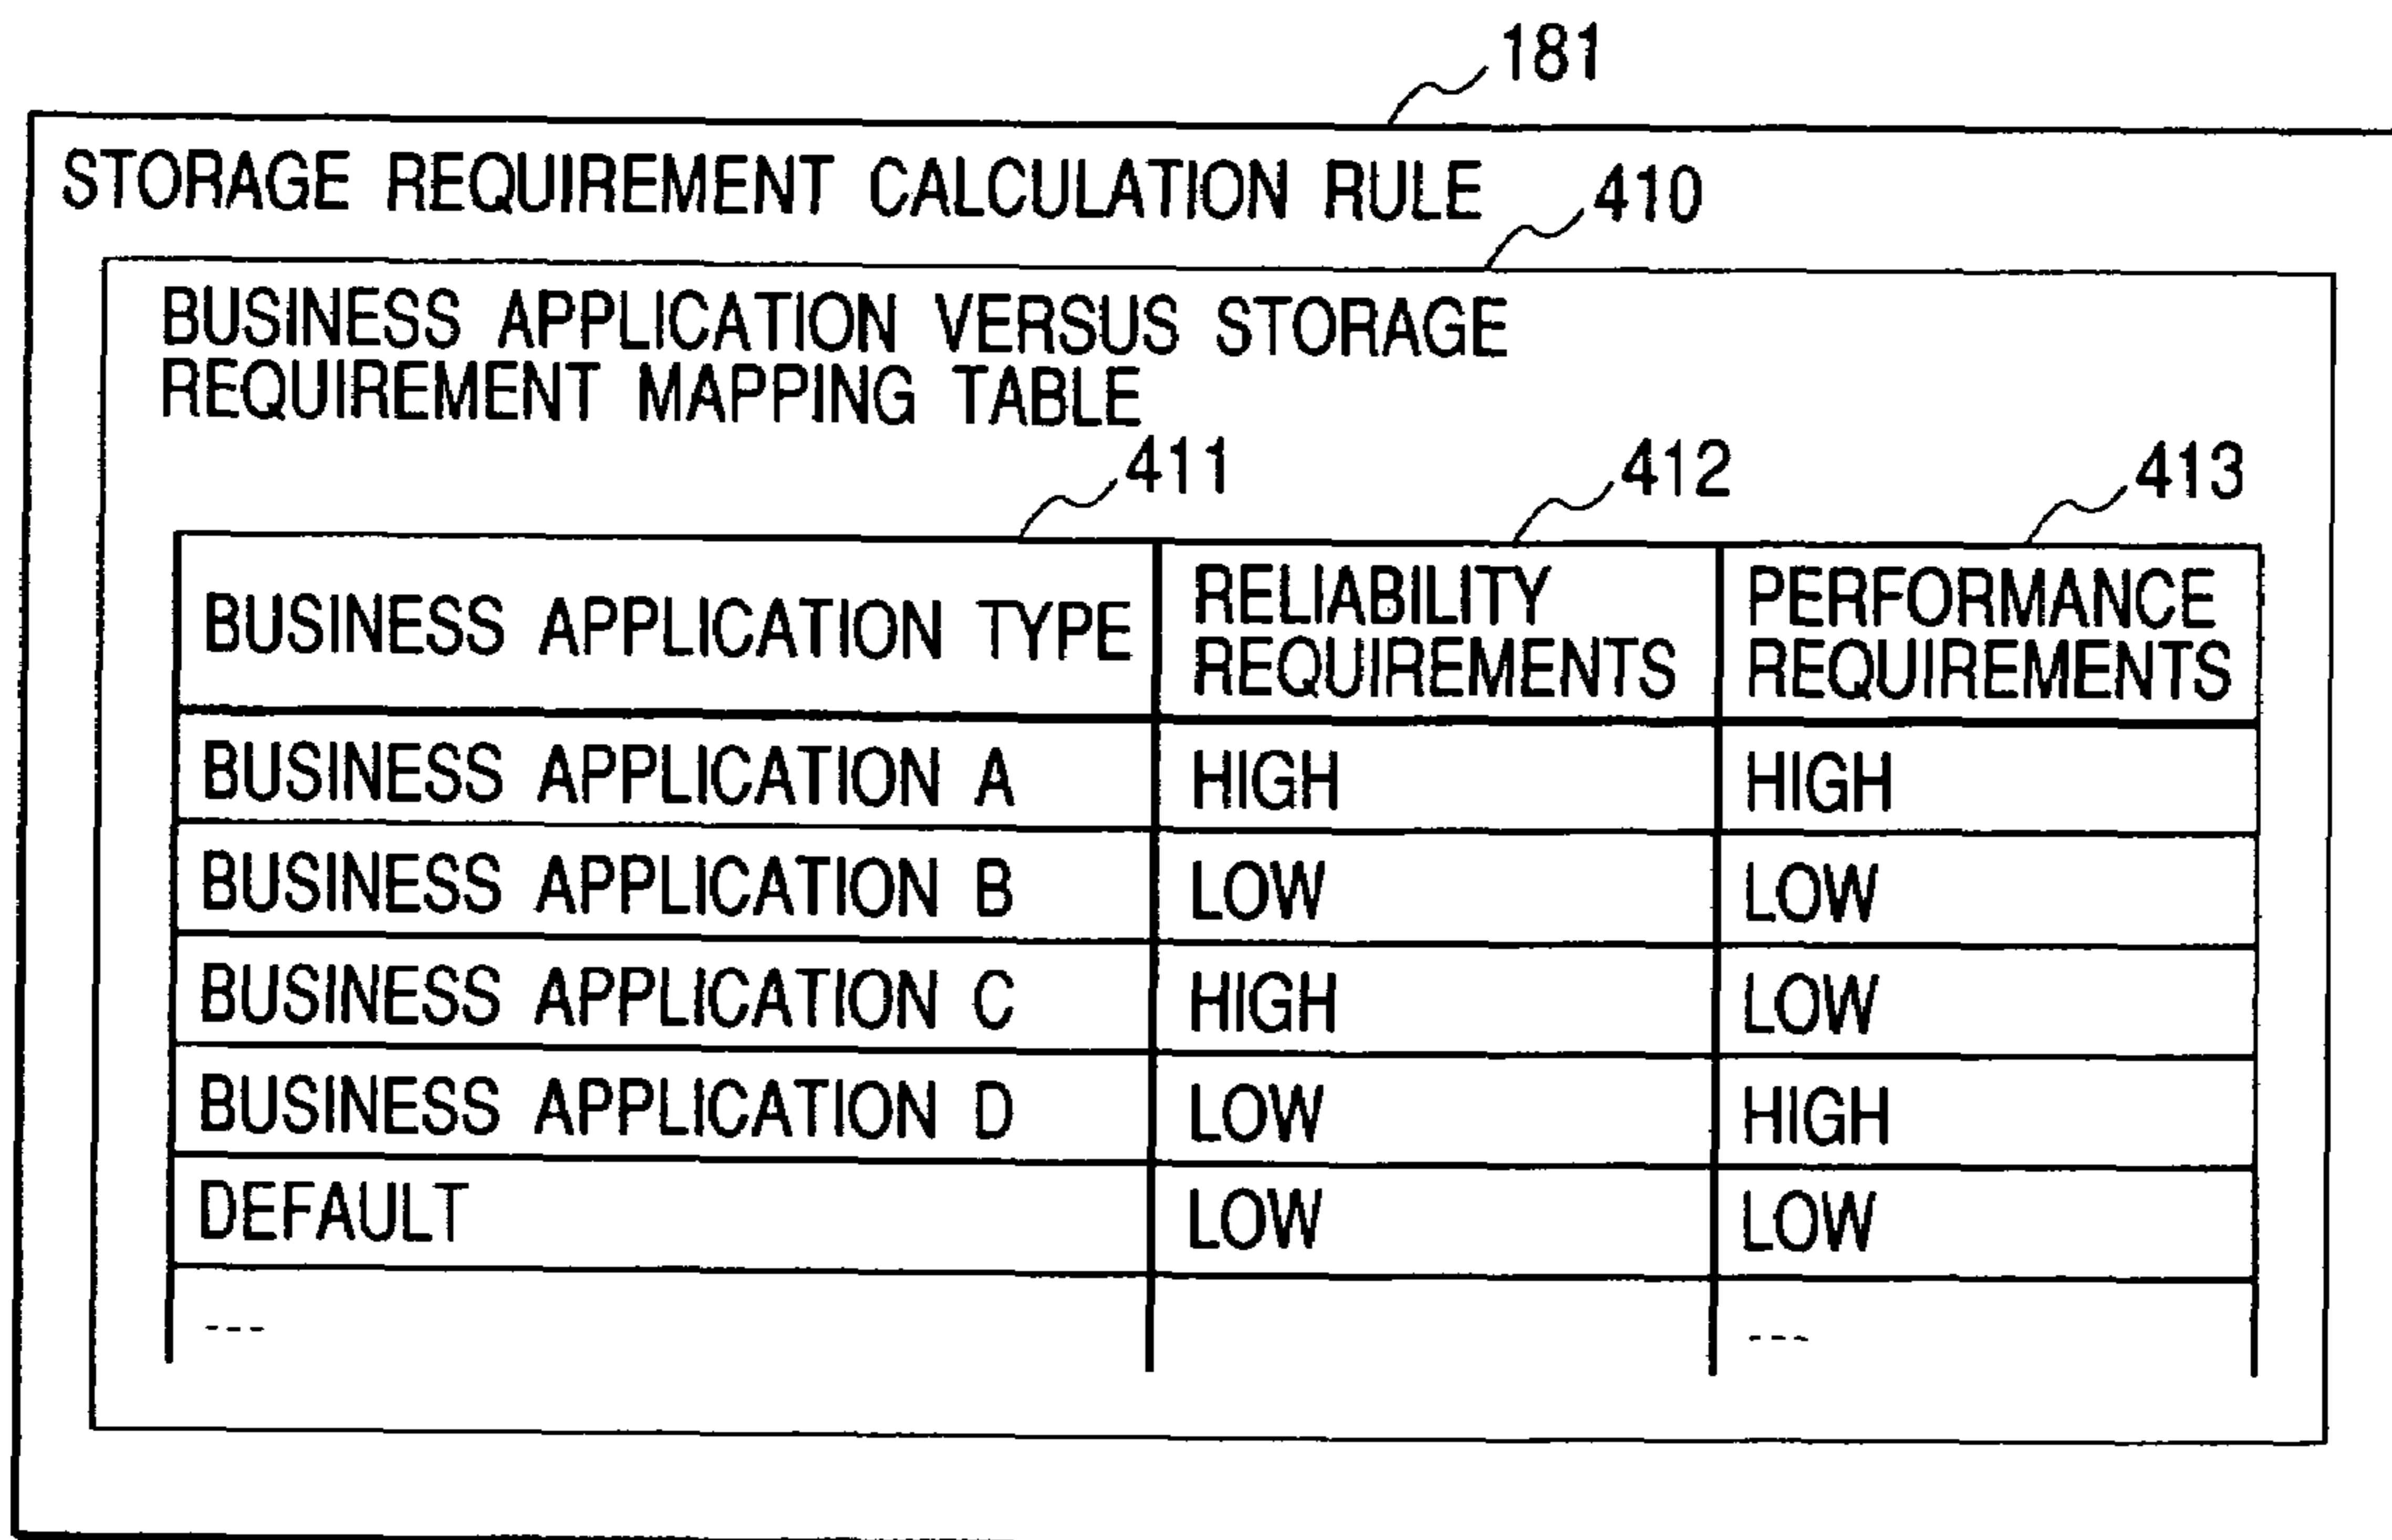 181
STORAGE REQUIREMENT CALCULATION RULE
410
BUSINESS APPLICATION VERSUS STORAGE
REQUIREMENT MAPPING TABLE
411 412 413
BUSINESS APPLICATION TYPE RELIABILITY REQUIREMENTS PERFORMANCE REQUIREMENTS
BUSINESS APPLICATION A HIGH HIGH
BUSINESS APPLICATION B LOW LOW
BUSINESS APPLICATION C HIGH LOW
BUSINESS APPLICATION D LOW HIGH
DEFAULT LOW LOW
--- ---